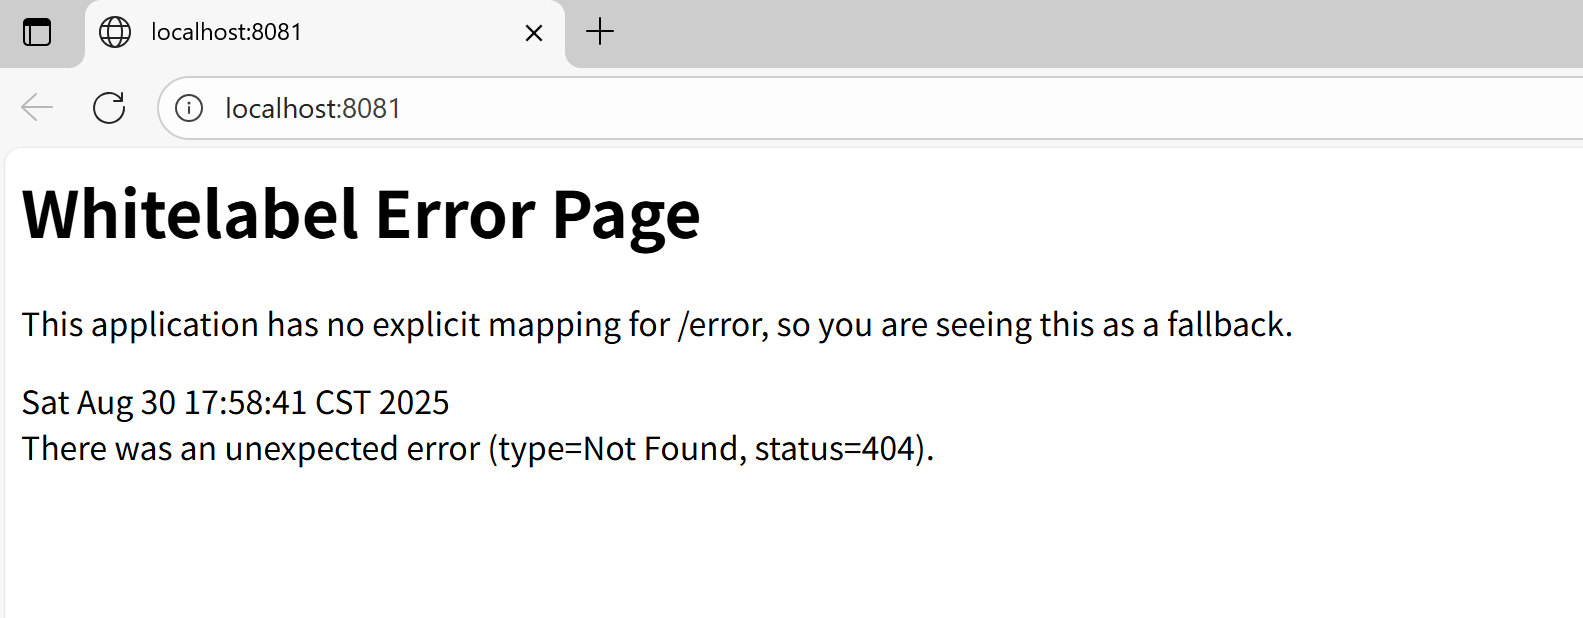 localhost:8081
localhost:8081
Whitelabel Error Page
This application has no explicit mapping for /error, so you are seeing this as a fallback.
Sat Aug 30 17:58:41 CST 2025
There was an unexpected error (type=Not Found, status=404).